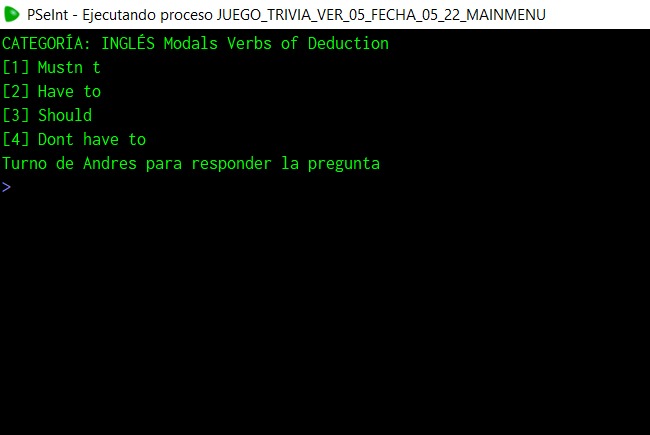 PSeInt - Ejecutando proceso JUEGO_TRIVIA_VER_05_FECHA_05_22_MAINMENU
CATEGORÍA: INGLÉS Modals Verbs of Deduction
[1] Mustn t
[2] Have to
[3] Should
[4] Dont have to
Turno de Andres para responder la pregunta
>